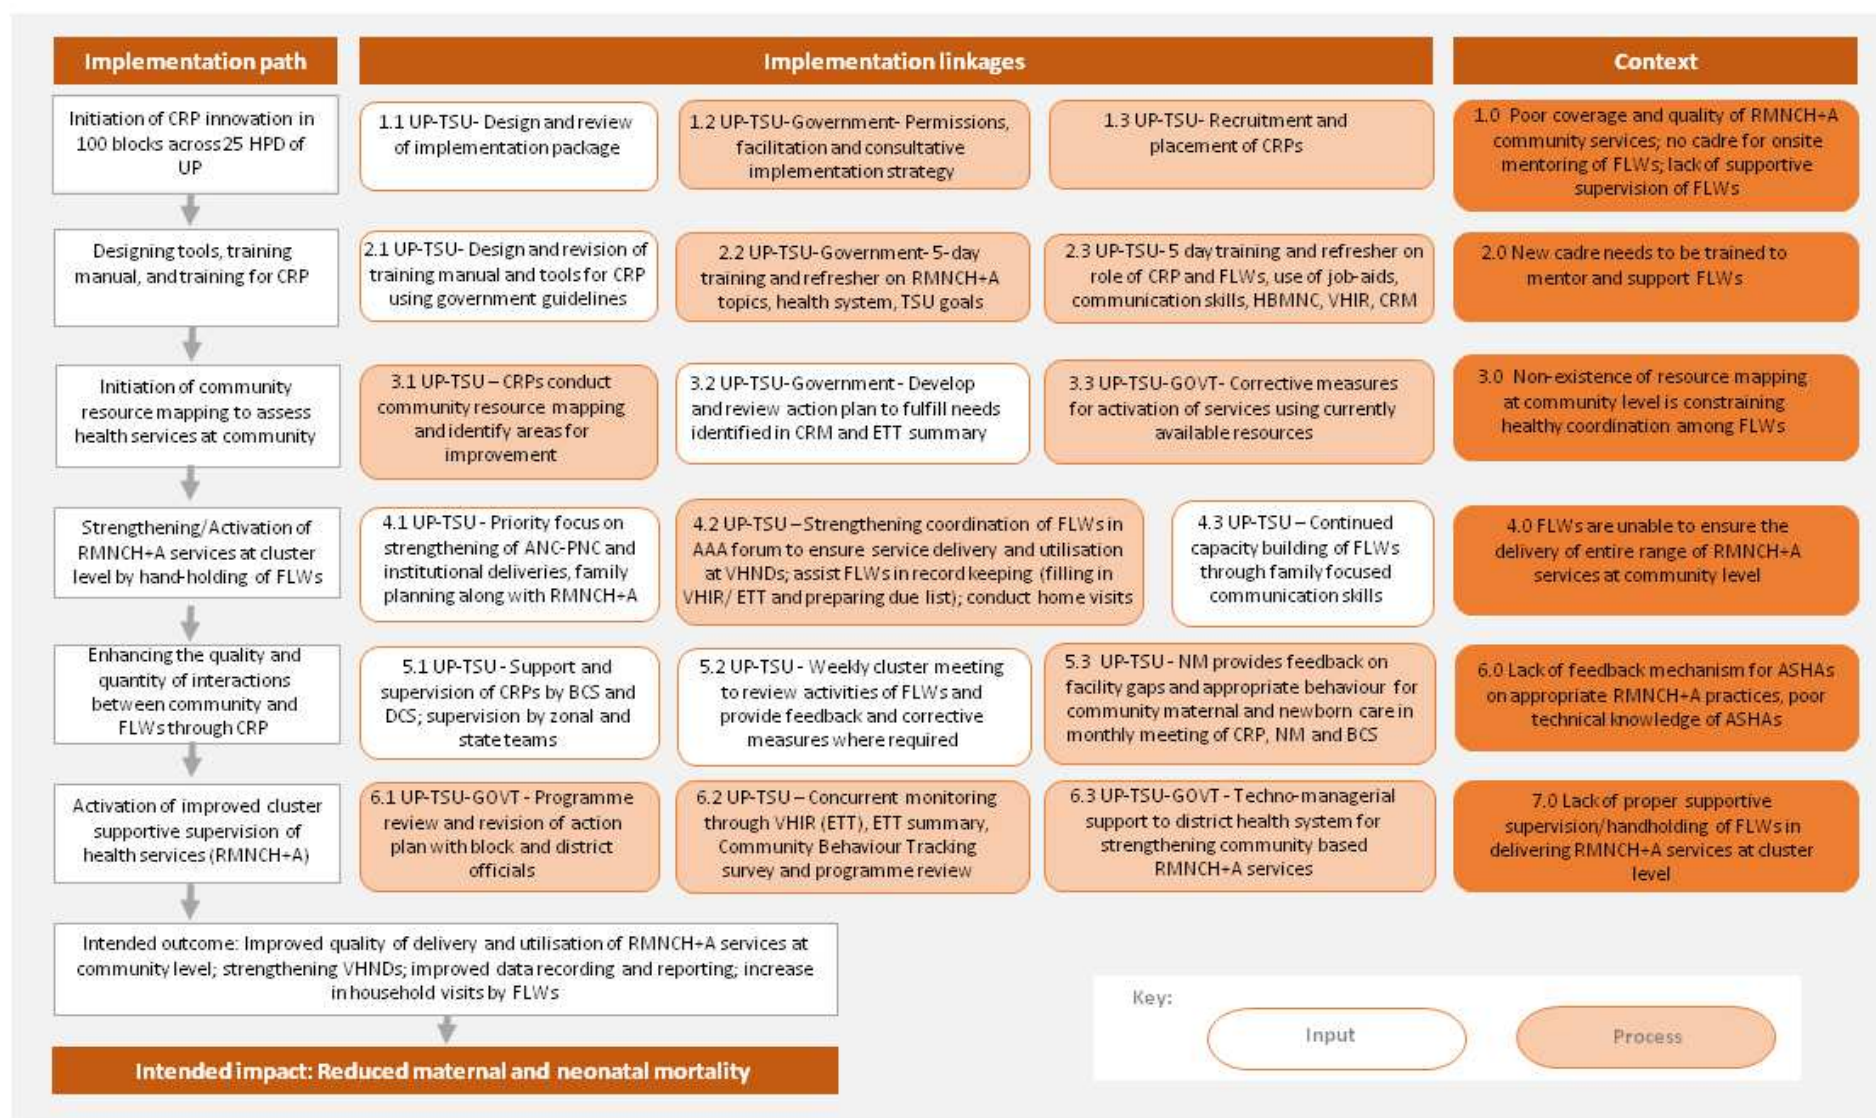 Implementation path
Implementation linkages
Context
Initiation of CRP innovation in
100 blocks across 25 HPD of
UP
1.1 UP-TSU- Design and review
of implementation package
1.2 UP-TSU-Government- Permissions,
facilitation and consultative
implementation strategy
1.3 UP-TSU- Recruitment and
placement of CRPs
1.0 Poor coverage and quality of RMNCH+A
community services; no cadre for onsite
mentoring of FLWs; lack of supportive
supervision of FLWs
Designing tools, training
manual, and training for CRP
2.1 UP-TSU- Design and revision of
training manual and tools for CRP
using government guidelines
2.2 UP-TSU-Government- 5-day
training and refresher on RMNCH+A
topics, health system, TSU goals
2.3 UP-TSU- 5 day training and refresher on
role of CRP and FLWs, use of job-aids,
communication skills, HBMNC, VHIR, CRM
2.0 New cadre needs to be trained to
mentor and support FLWs
Initiation of community
resource mapping to assess
health services at community
3.1 UP-TSU – CRPs conduct
community resource mapping
and identify areas for
improvement
3.2 UP-TSU-Government - Develop
and review action plan to fulfill needs
identified in CRM and ETT summary
3.3 UP-TSU-GOVT- Corrective measures
for activation of services using currently
available resources
3.0 Non-existence of resource mapping
at community level is constraining
healthy coordination among FLWs
Strengthening/Activation of
RMNCH+A services at cluster
level by hand-holding of FLWs
4.1 UP-TSU - Priority focus on
strengthening of ANC-PNC and
institutional deliveries, family
planning along with RMNCH+A
4.2 UP-TSU – Strengthening coordination of FLWs in
AAA forum to ensure service delivery and utilisation
at VHNDs; assist FLWs in record keeping (filling in
VHIR/ ETT and preparing due list); conduct home visits
4.3 UP-TSU – Continued
capacity building of FLWs
through family focused
communication skills
4.0 FLWs are unable to ensure the
delivery of entire range of RMNCH+A
services at community level
Enhancing the quality and
quantity of interactions
between community and
FLWs through CRP
5.1 UP-TSU - Support and
supervision of CRPs by BCS and
DCS; supervision by zonal and
state teams
5.2 UP-TSU - Weekly cluster meeting
to review activities of FLWs and
provide feedback and corrective
measures where required
5.3 UP-TSU - NM provides feedback on
facility gaps and appropriate behaviour for
community maternal and newborn care in
monthly meeting of CRP, NM and BCS
6.0 Lack of feedback mechanism for ASHAs
on appropriate RMNCH+A practices, poor
technical knowledge of ASHAs
Activation of improved cluster
supportive supervision of
health services (RMNCH+A)
6.1 UP-TSU-GOVT - Programme
review and revision of action
plan with block and district
officials
6.2 UP-TSU – Concurrent monitoring
through VHIR (ETT), ETT summary,
Community Behaviour Tracking
survey and programme review
6.3 UP-TSU-GOVT - Techno-managerial
support to district health system for
strengthening community based
RMNCH+A services
7.0 Lack of proper supportive
supervision/handholding of FLWs in
delivering RMNCH+A services at cluster
level
Intended outcome: Improved quality of delivery and utilisation of RMNCH+A services at
community level; strengthening VHNDs; improved data recording and reporting; increase
in household visits by FLWs
Key:
Input
Process
Intended impact: Reduced maternal and neonatal mortality